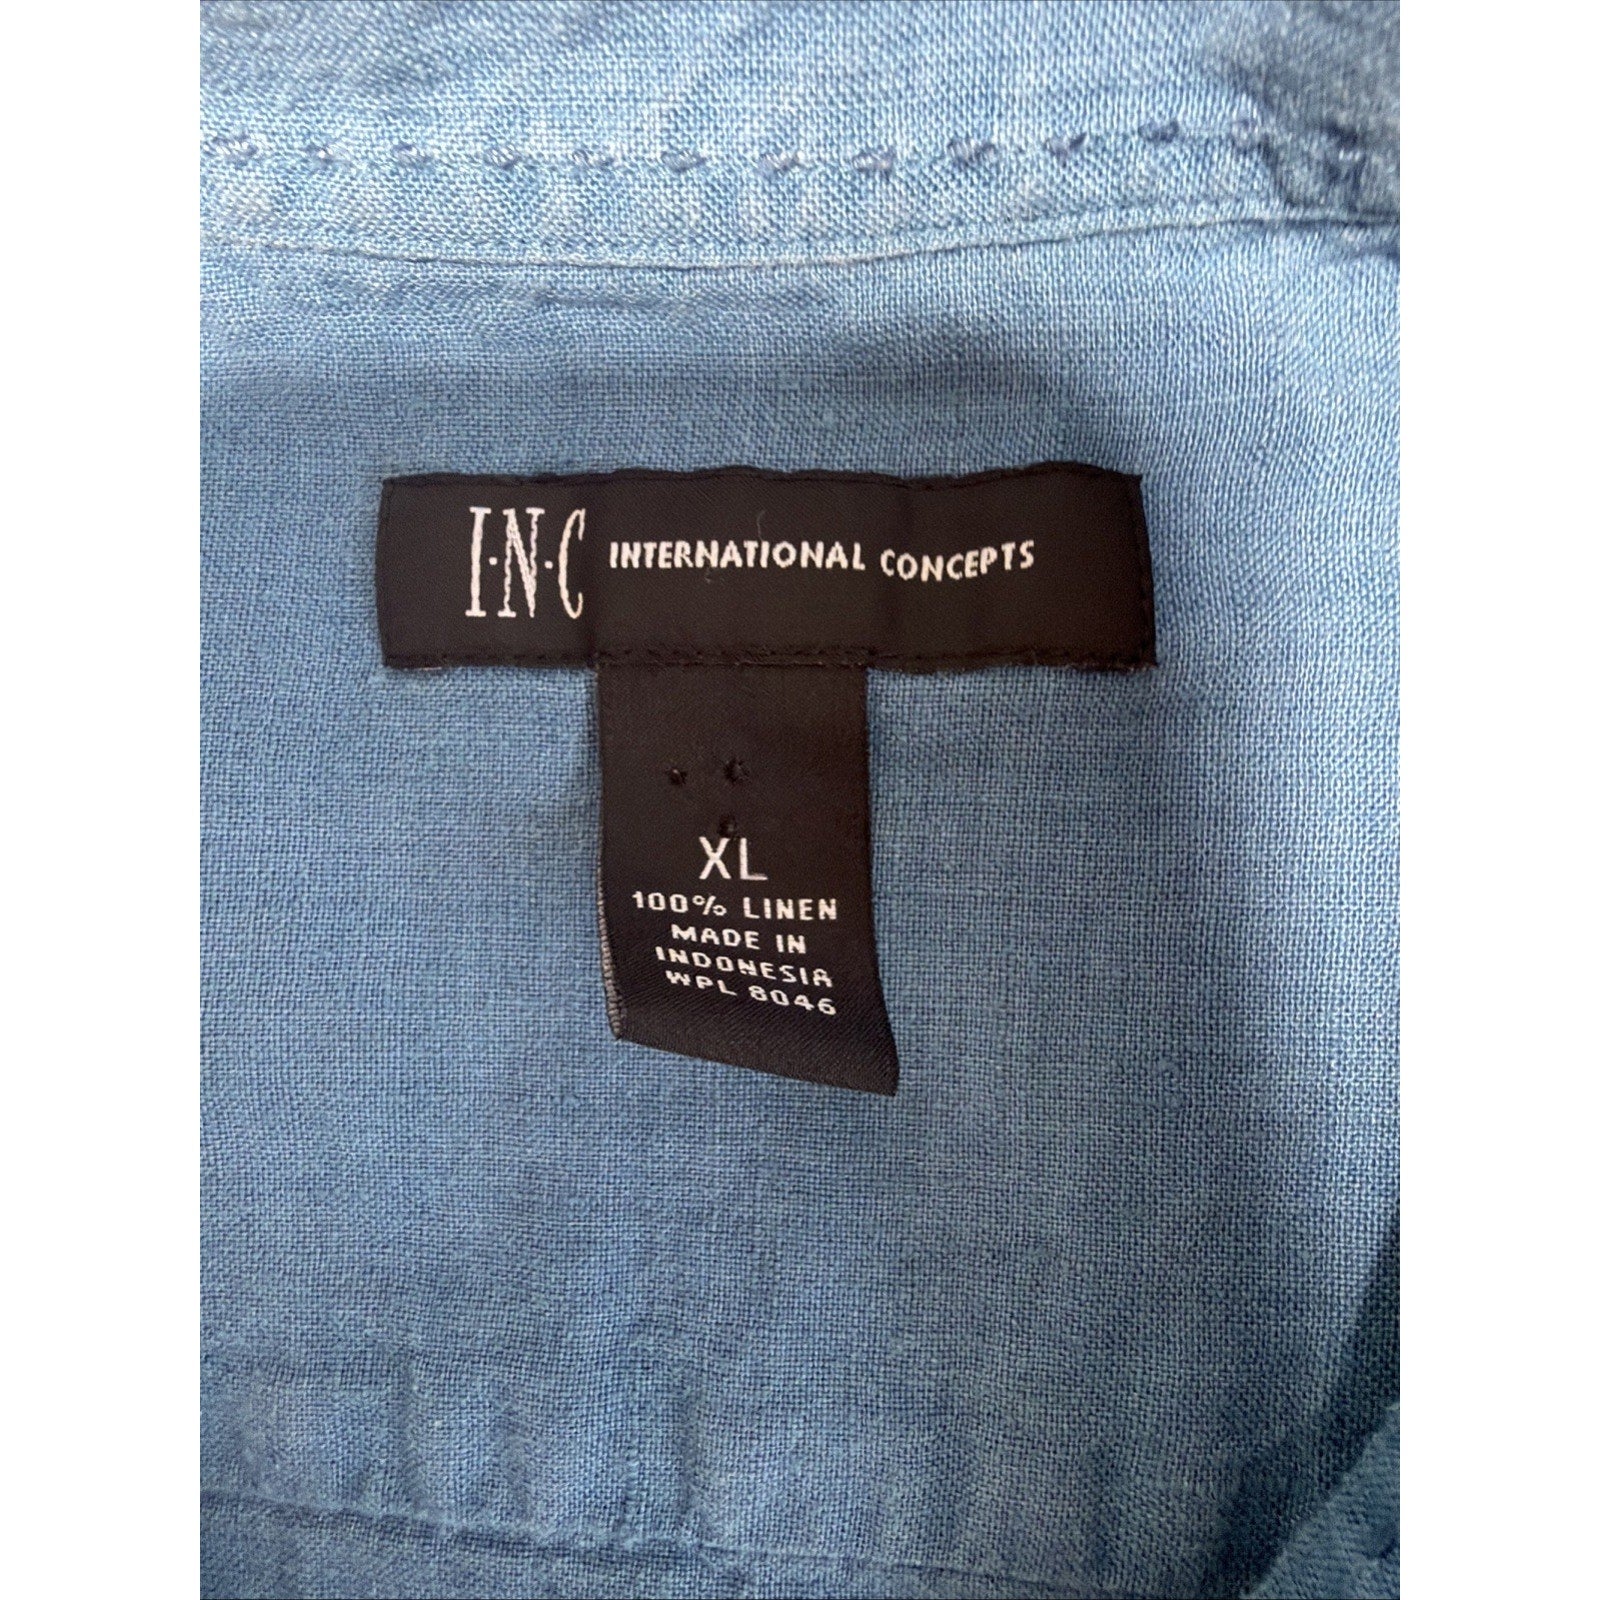 I·N·C INTERNATIONAL CONCEPTS
XL
100% LINEN
MADE IN
INDONESIA
WPL 8046